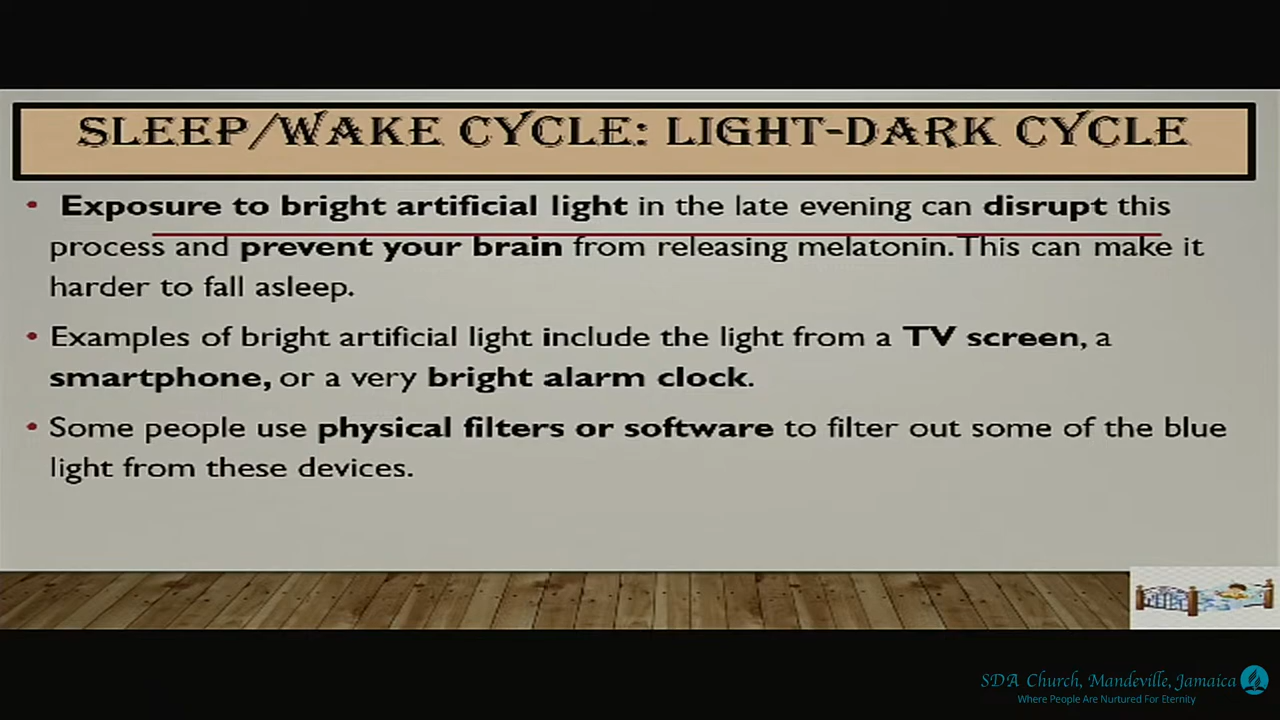 SLEEP/WAKE CYCLE: LIGHT-DARK CYCLE
• Exposure to bright artificial light in the late evening can disrupt this
process and prevent your brain from releasing melatonin. This can make it
harder to fall asleep.
• Examples of bright artificial light include the light from a TV screen, a
smartphone, or a very bright alarm clock.
• Some people use physical filters or software to filter out some of the blue
light from these devices.
SDA Church, Mandeville, Jamaica
Where People Are Nurtured For Eternity